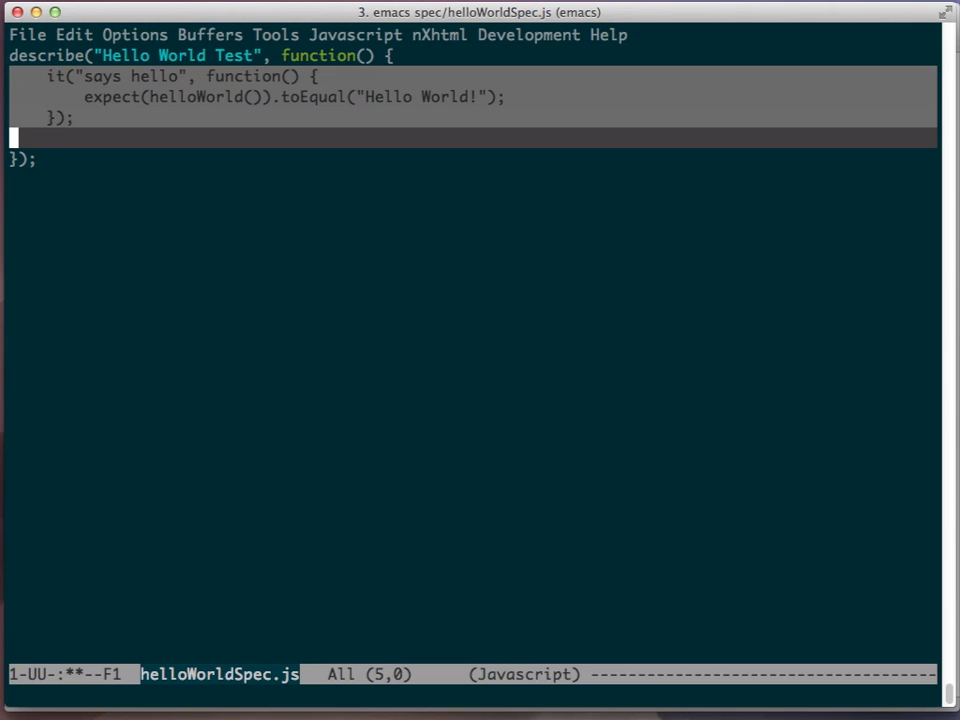 3. emacs spec/helloWorldSpec.js (emacs)
File Edit Options Buffers Tools Javascript nXhtml Development Help
describe("Hello World Test", function() {
    it("says hello", function() {
        expect(helloWorld()).toEqual("Hello World!");
    });
});
1-UU-:**--F1  helloWorldSpec.js   All (5,0)      (Javascript) -------------------------------------